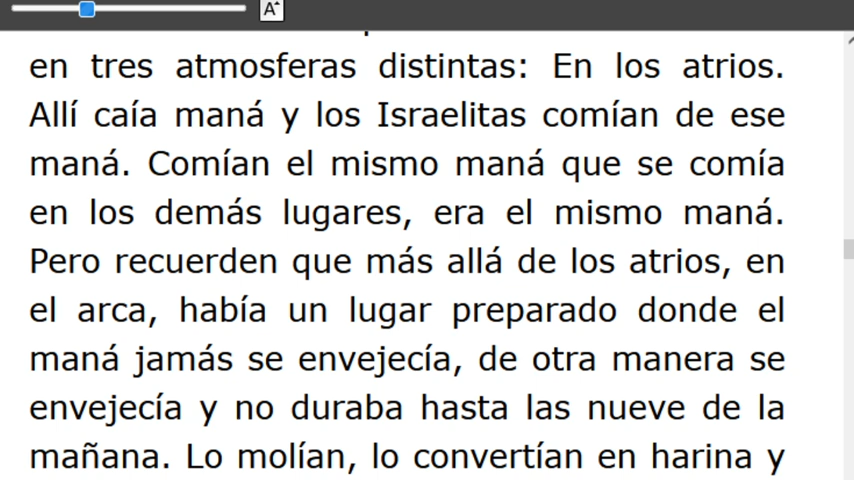 A
en tres atmosferas distintas: En los atrios.
Allí caía maná y los Israelitas comían de ese
maná. Comían el mismo maná que se comía
en los demás lugares, era el mismo maná.
Pero recuerden que más allá de los atrios, en
el arca, había un lugar preparado donde el
maná jamás se envejecía, de otra manera se
envejecía y no duraba hasta las nueve de la
mañana. Lo molían, lo convertían en harina y